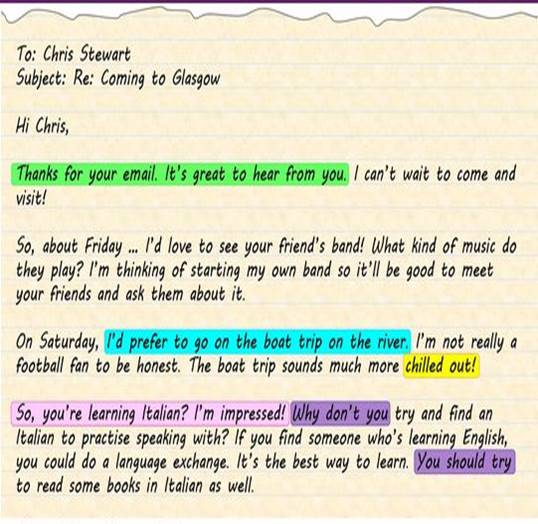 To: Chris Stewart
Subject: Re: Coming to Glasgow
Hi Chris,
Thanks for your email. It's great to hear from you. I can't wait to come and
visit!
So, about Friday ... I'd love to see your friend's band! What kind of music do
they play? I'm thinking of starting my own band so it'll be good to meet
your friends and ask them about it.
On Saturday, I'd prefer to go on the boat trip on the river. I'm not really a
football fan to be honest. The boat trip sounds much more chilled out!
So, you're learning Italian? I'm impressed! Why don't you try and find an
Italian to practise speaking with? If you find someone who's learning English,
you could do a language exchange. It's the best way to learn. You should try
to read some books in Italian as well.